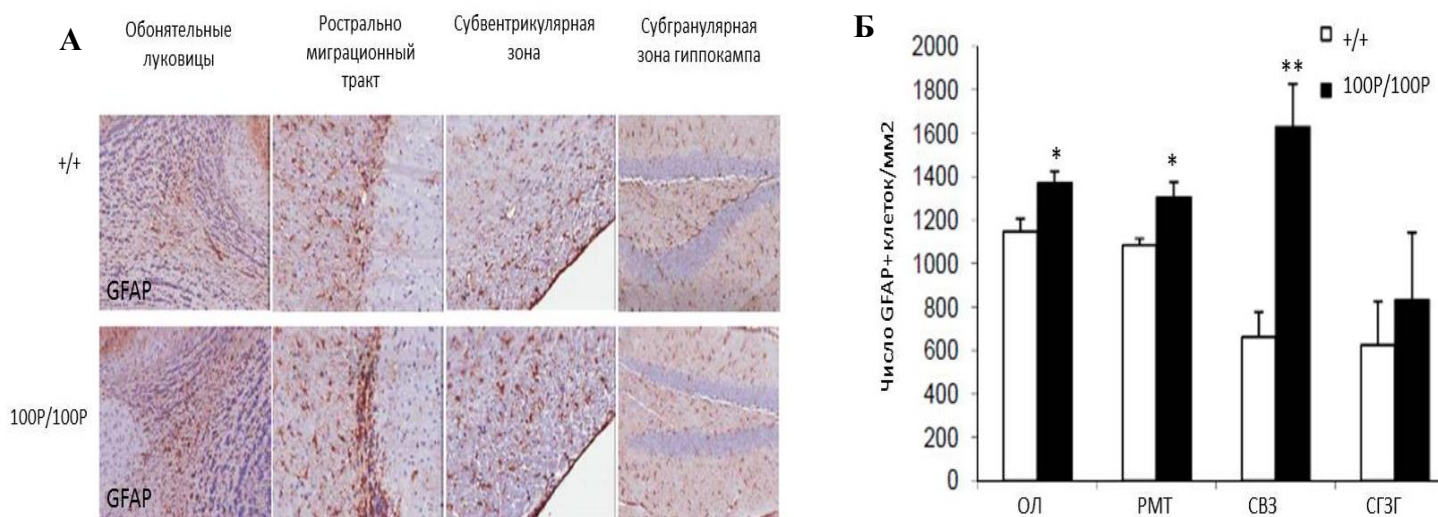 А
Обонятельные
луковицы
Рострально
миграционный
тракт
Субвентрикулярная
зона
Субгранулярная
зона гиппокампа
+/+
GFAP
100P/100P
GFAP
Б
Число GFAP+ клеток/мм2
2000
1800
1600
1400
1200
1000
800
600
400
200
0
*
*
**
+/+
100P/100P
ОЛ
РМТ
СВЗ
СГЗГ